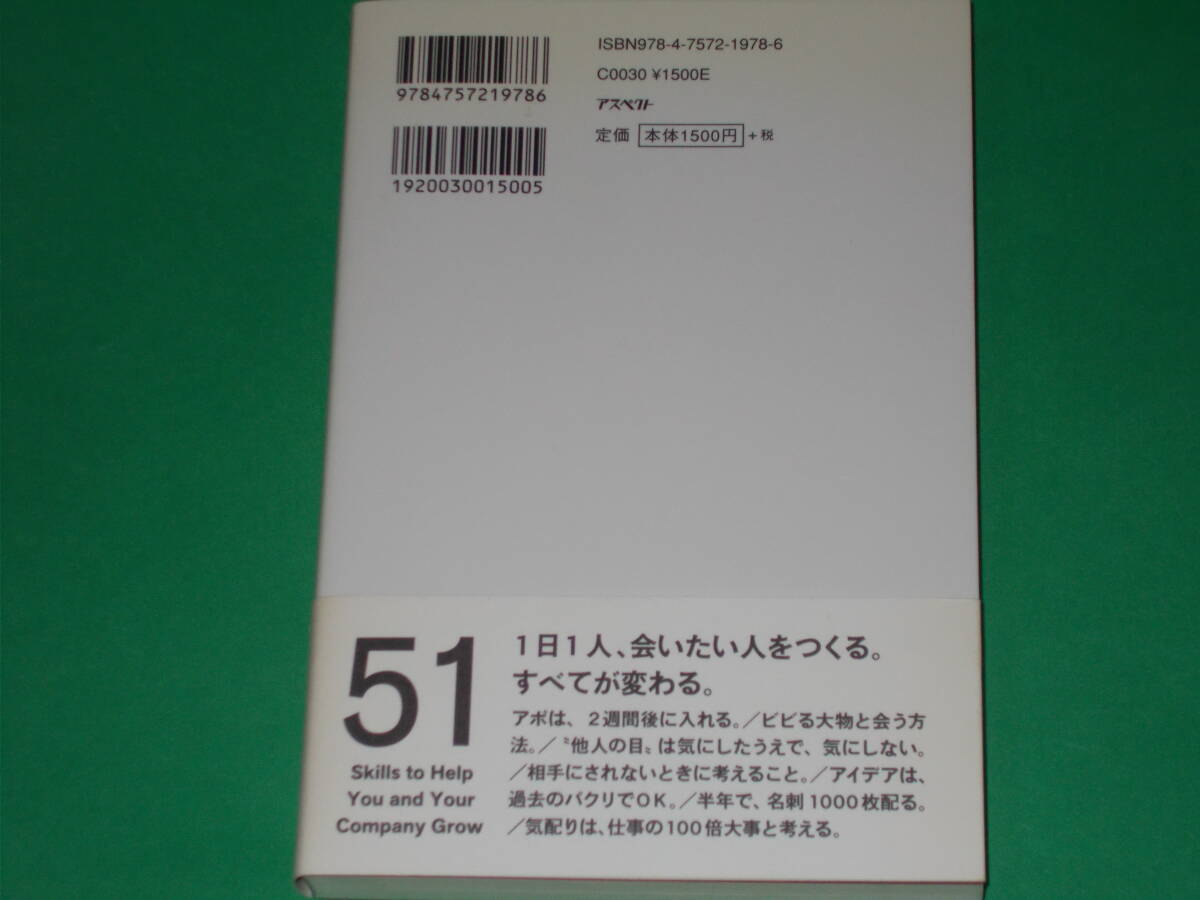 9784757219786
1920030015005
ISBN978-4-7572-1978-6
C0030 ¥1500E
アスペクト
定価 本体1500円 +税
51
Skills to Help
You and Your
Company Grow
1日1人、会いたい人をつくる。
すべてが変わる。
アポは、2週間後に入れる。／ビビる大物と会う方
法。／〝他人の目〟は気にしたうえで、気にしない。
／相手にされないときに考えること。／アイデアは、
過去のパクリでOK。／半年で、名刺1000枚配る。
／気配りは、仕事の100倍大事と考える。